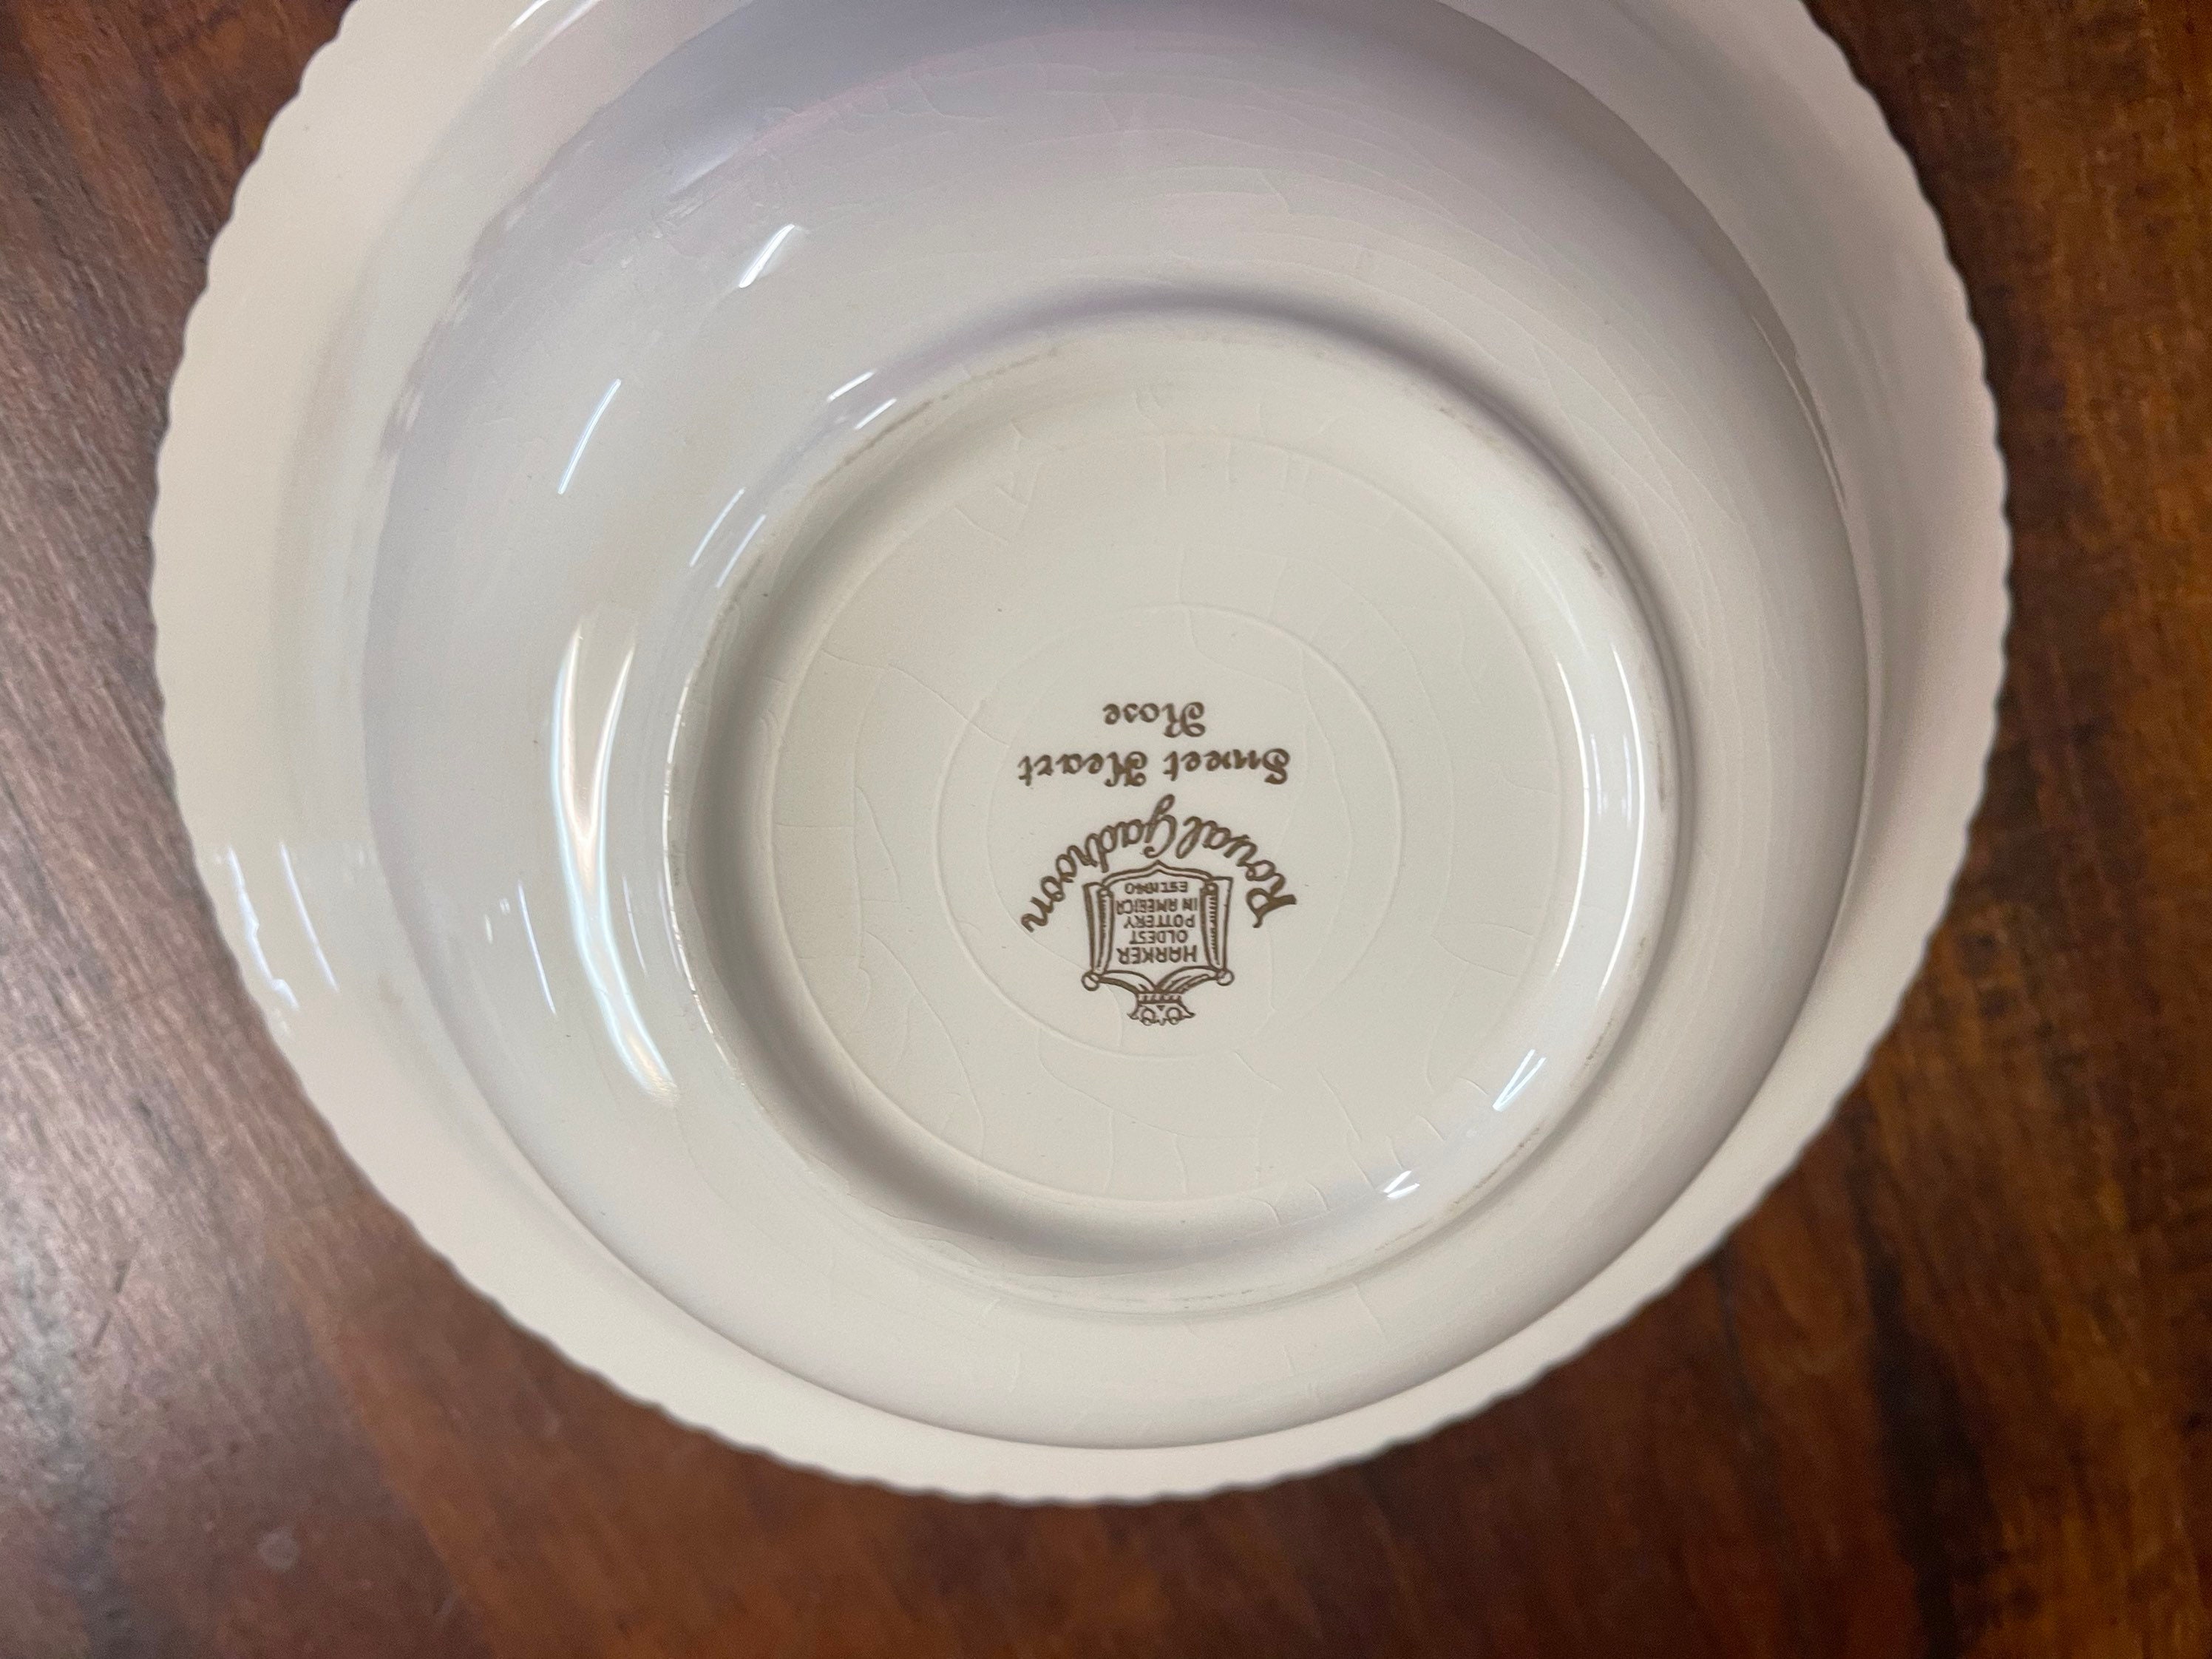 HARKER
OLDEST
POTTERY
IN AMERICA
EST.1840
Royal Gadroon
Sweet Heart
Rose